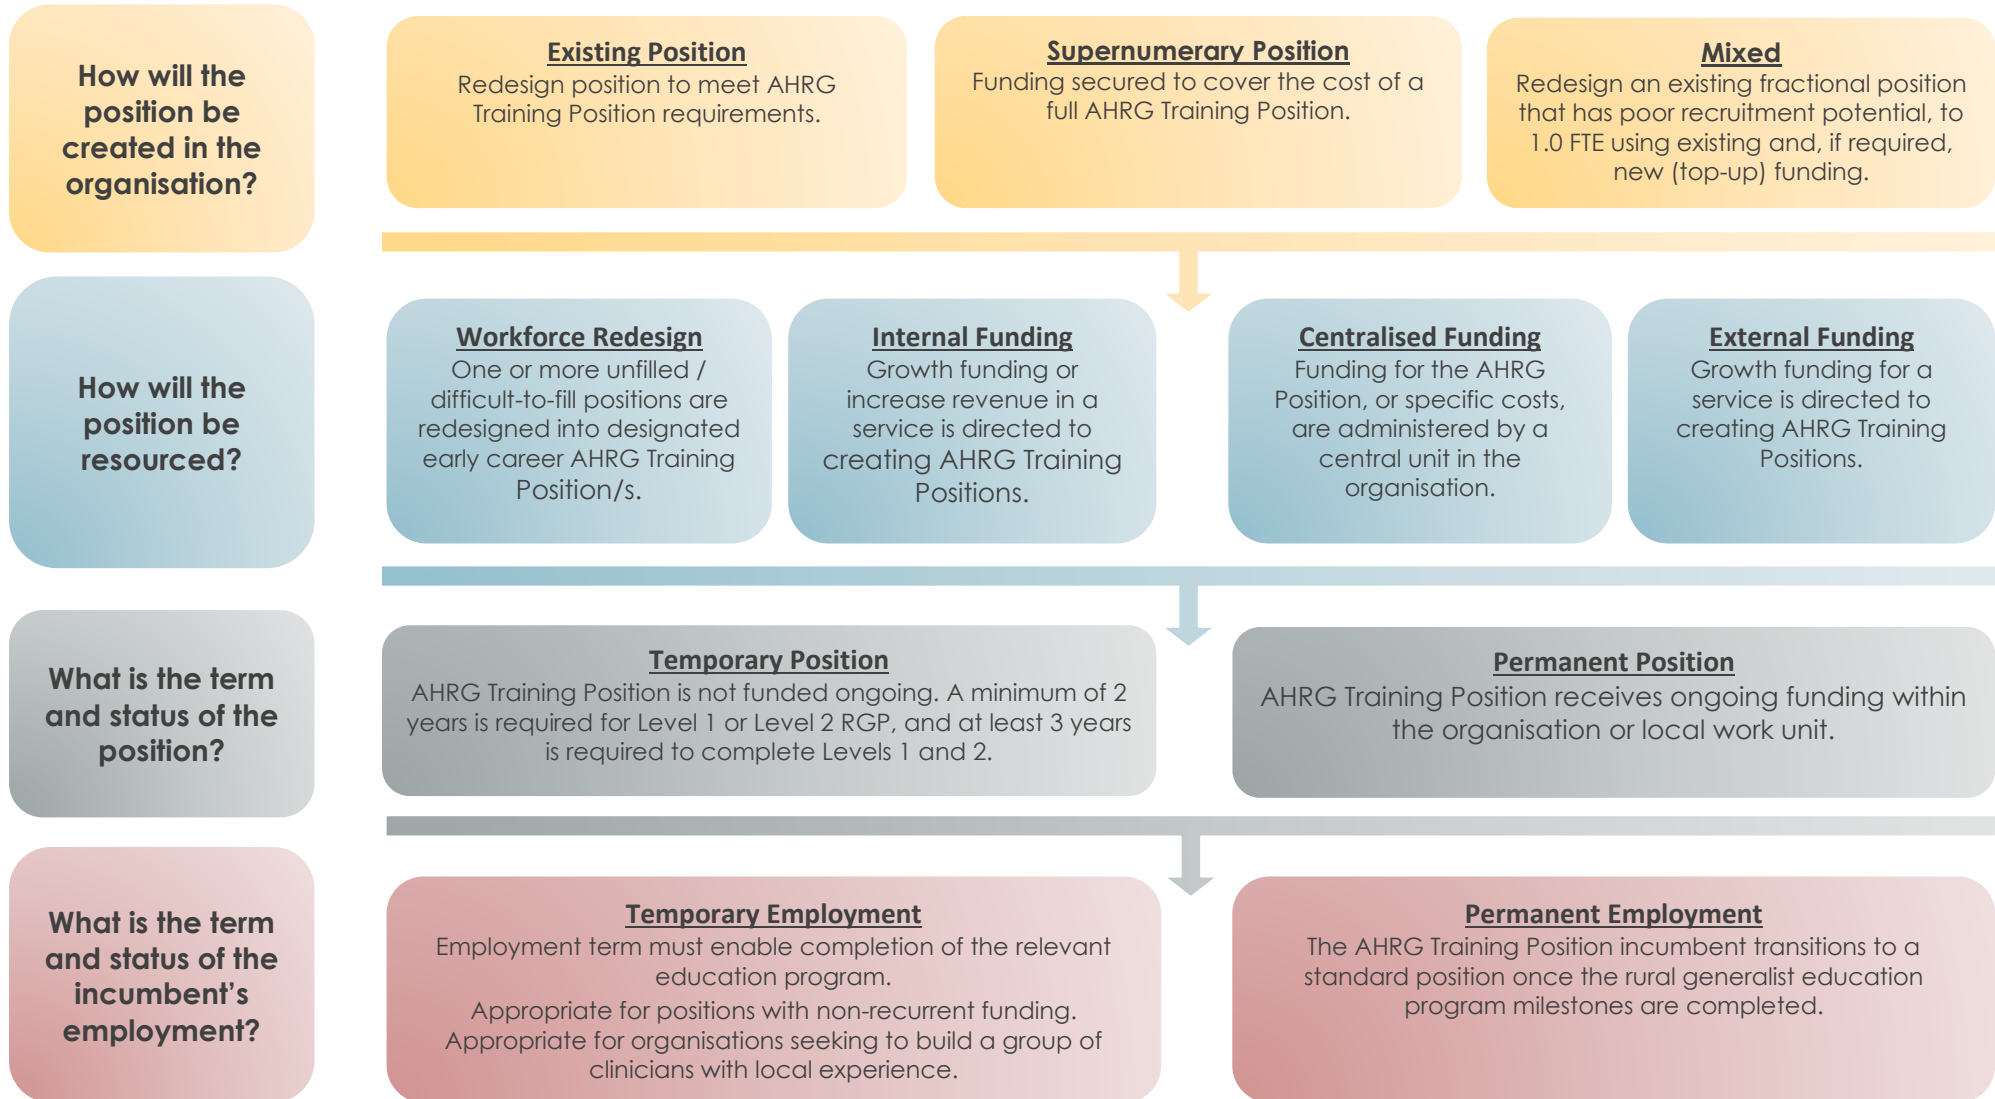 How will the
position be
created in the
organisation?
Existing Position
Redesign position to meet AHRG
Training Position requirements.
Supernumerary Position
Funding secured to cover the cost of a
full AHRG Training Position.
Mixed
Redesign an existing fractional position
that has poor recruitment potential, to
1.0 FTE using existing and, if required,
new (top-up) funding.
How will the
position be
resourced?
Workforce Redesign
One or more unfilled /
difficult-to-fill positions are
redesigned into designated
early career AHRG Training
Position/s.
Internal Funding
Growth funding or
increase revenue in a
service is directed to
creating AHRG Training
Positions.
Centralised Funding
Funding for the AHRG
Position, or specific costs,
are administered by a
central unit in the
organisation.
External Funding
Growth funding for a
service is directed to
creating AHRG Training
Positions.
What is the term
and status of the
position?
Temporary Position
AHRG Training Position is not funded ongoing. A minimum of 2
years is required for Level 1 or Level 2 RGP, and at least 3 years
is required to complete Levels 1 and 2.
Permanent Position
AHRG Training Position receives ongoing funding within
the organisation or local work unit.
What is the term
and status of the
incumbent's
employment?
Temporary Employment
Employment term must enable completion of the relevant
education program.
Appropriate for positions with non-recurrent funding.
Appropriate for organisations seeking to build a group of
clinicians with local experience.
Permanent Employment
The AHRG Training Position incumbent transitions to a
standard position once the rural generalist education
program milestones are completed.